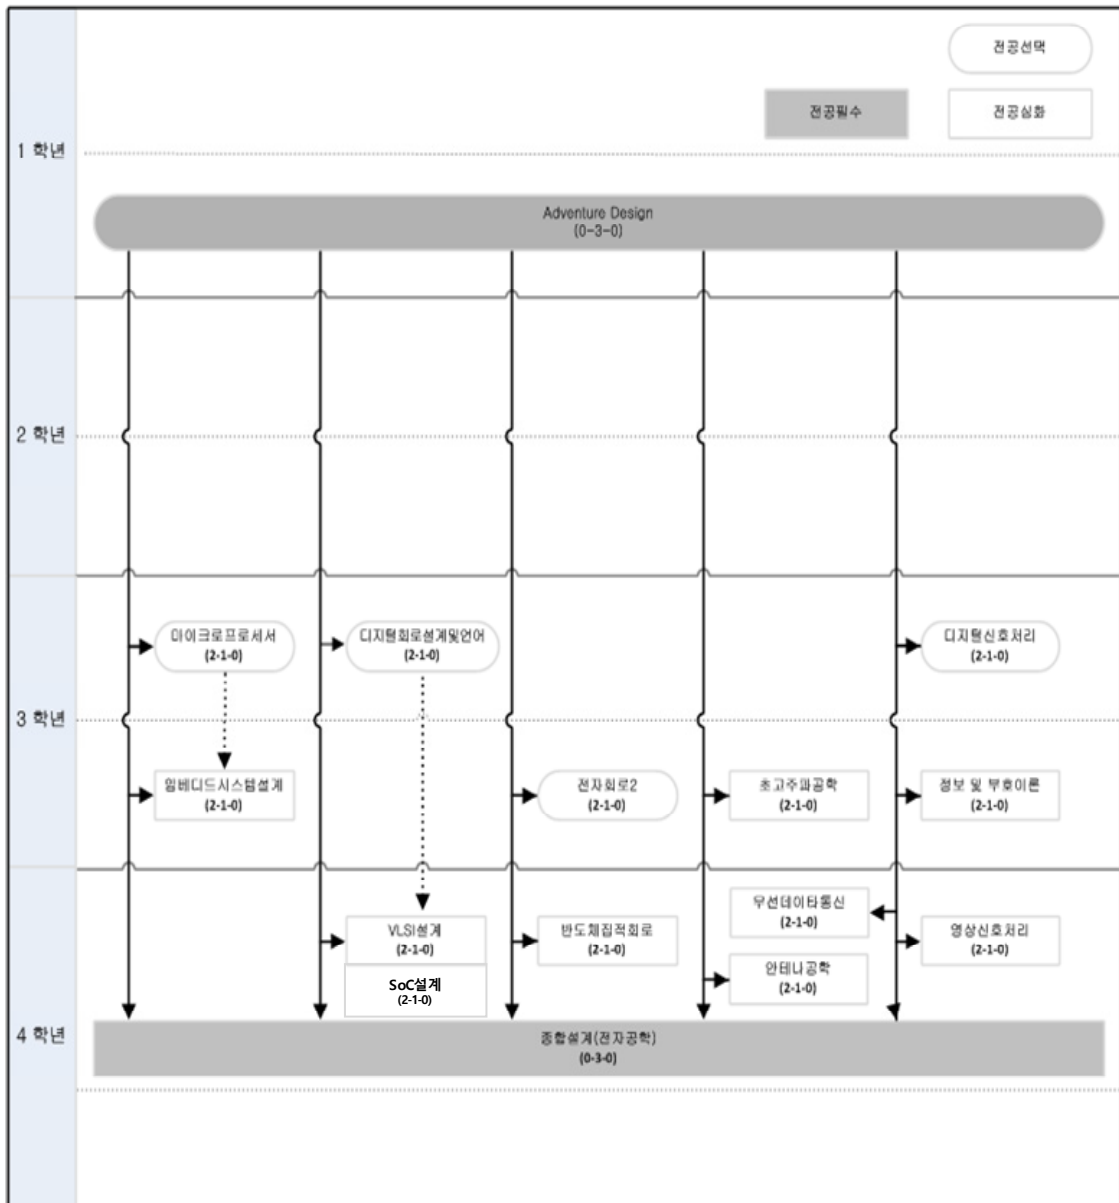 전공선택
전공필수
전공심화
1 학년
Adventure Design
(0-3-0)
2 학년
마이크로프로세서
(2-1-0)
디지털회로설계및언어
(2-1-0)
디지털신호처리
(2-1-0)
3 학년
임베디드시스템설계
(2-1-0)
전자회로2
(2-1-0)
초고주파공학
(2-1-0)
정보 및 부호이론
(2-1-0)
무선데이타통신
(2-1-0)
VLSI설계
(2-1-0)
반도체집적회로
(2-1-0)
영상신호처리
(2-1-0)
안테나공학
(2-1-0)
SoC설계
(2-1-0)
4 학년
종합설계(전자공학)
(0-3-0)